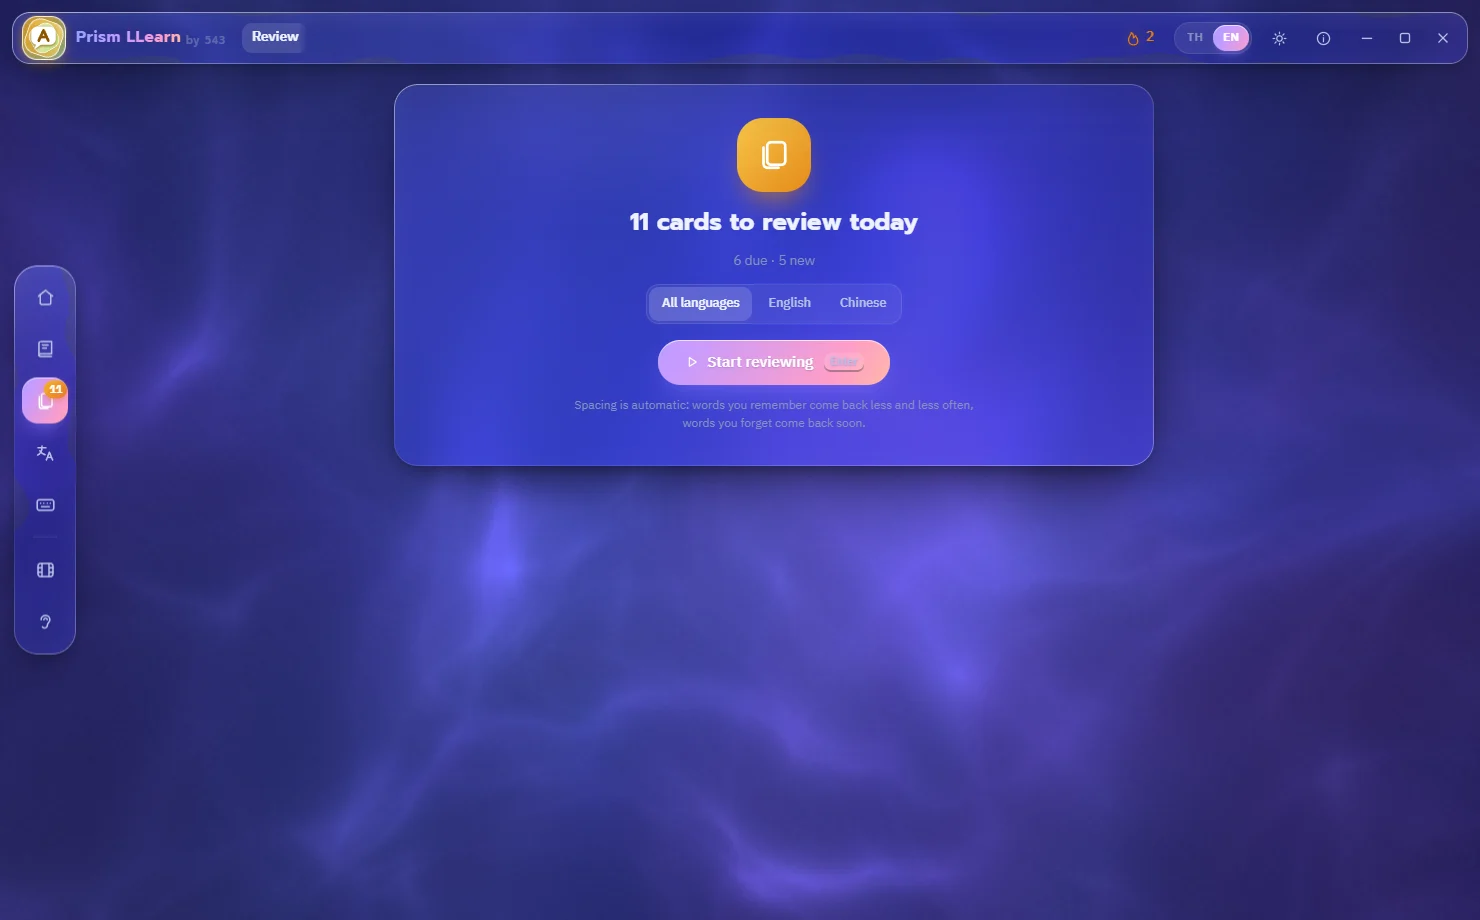 Prism LLearn by 543
Review
2
TH EN
11 cards to review today
6 due · 5 new
All languages English Chinese
Start reviewing Enter
Spacing is automatic: words you remember come back less and less often,
words you forget come back soon.
11